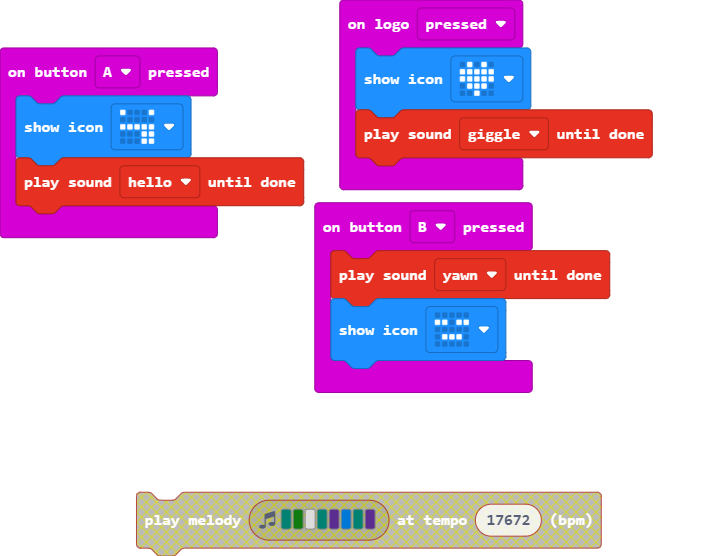 on logo pressed
show icon
play sound giggle until done
on button A pressed
show icon
play sound hello until done
on button B pressed
play sound yawn until done
show icon
play melody at tempo 17672 (bpm)